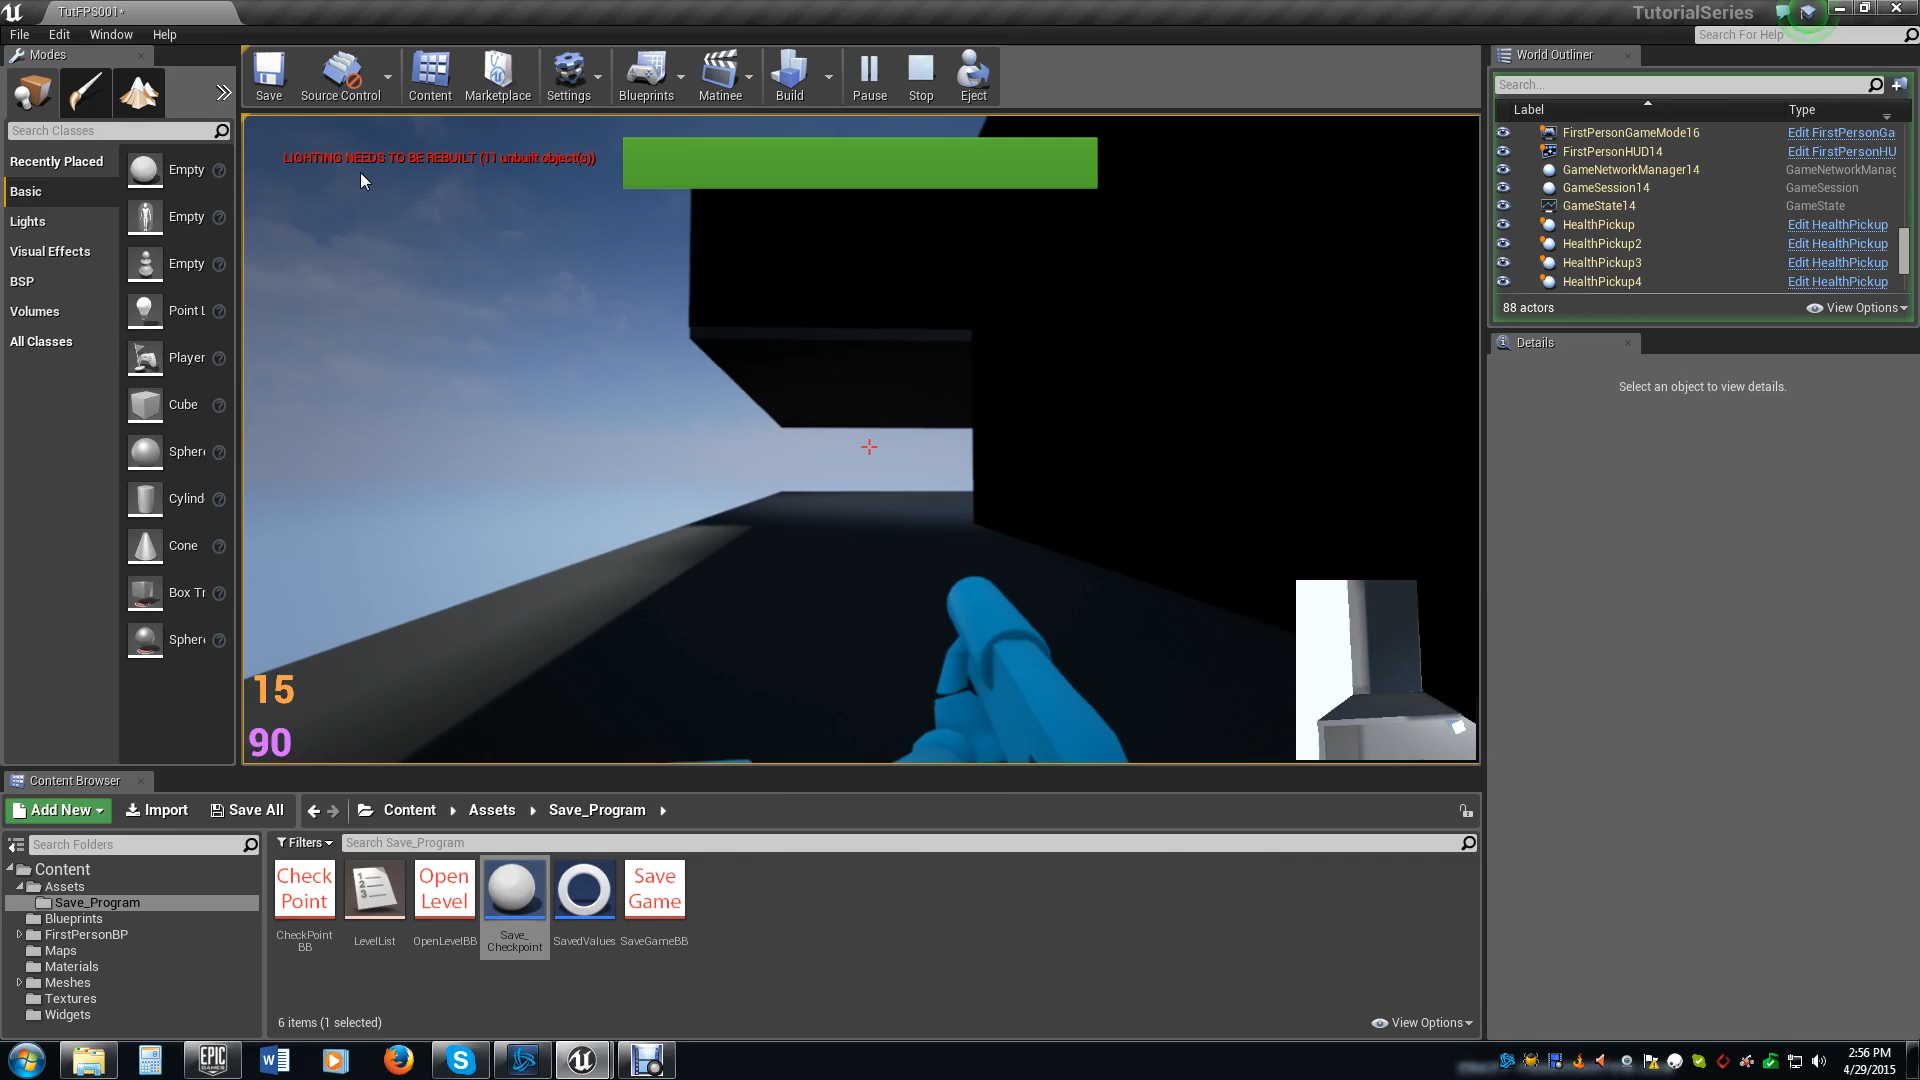 TutFPS001*
TutorialSeries
File Edit Window Help
Search For Help
Modes
Save
Source Control
Content
Marketplace
Settings
Blueprints
Matinee
Build
Pause
Stop
Eject
World Outliner
Search Classes
Search...
Label Type
Recently Placed
Basic
Lights
Visual Effects
BSP
Volumes
All Classes
Empty
Empty
Empty
Point L
Player
Cube
Spher
Cylind
Cone
Box Tr
Spher
LIGHTING NEEDS TO BE REBUILT (11 unbuilt object(s))
15
90
FirstPersonGameMode16 Edit FirstPersonGa
FirstPersonHUD14 Edit FirstPersonHU
GameNetworkManager14 GameNetworkManag
GameSession14 GameSession
GameState14 GameState
HealthPickup Edit HealthPickup
HealthPickup2 Edit HealthPickup
HealthPickup3 Edit HealthPickup
HealthPickup4 Edit HealthPickup
88 actors View Options
Details
Select an object to view details.
Content Browser
Add New Import Save All Content Assets Save_Program
Search Folders
Filters Search Save_Program
Content
Assets
Save_Program
Blueprints
FirstPersonBP
Maps
Materials
Meshes
Textures
Widgets
Check
Point
CheckPoint
BB
1
2
3
LevelList
Open
Level
OpenLevelBB
Save_
Checkpoint
SavedValues
Save
Game
SaveGameBB
6 items (1 selected)
View Options
EPIC
GAMES
2:56 PM
4/29/2015